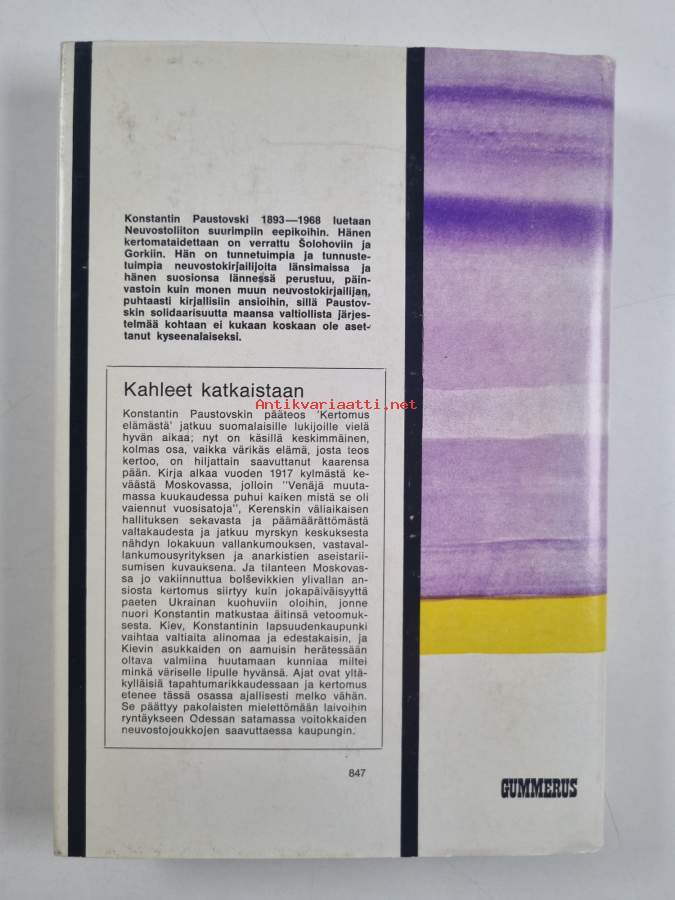 Konstantin Paustovski 1893—1968 luetaan
Neuvostoliiton suurimpiin eepikoihin. Hänen
kertomataidettaan on verrattu Šolohoviin ja
Gorkiin. Hän on tunnetuimpia ja tunnuste-
tuimpia neuvostokirjailijoita länsimaissa ja
hänen suosionsa lännessä perustuu, päin-
vastoin kuin monen muun neuvostokirjailijan,
puhtaasti kirjallisiin ansioihin, sillä Paustov-
skin solidaarisuutta maansa valtiollista järjes-
telmää kohtaan ei kukaan koskaan ole aset-
tanut kyseenalaiseksi.
Kahleet katkaistaan
Antikvariaatti.net
Konstantin Paustovskin pääteos 'Kertomus
elämästä' jatkuu suomalaisille lukijoille vielä
hyvän aikaa; nyt on käsillä keskimmäinen,
kolmas osa, vaikka värikäs elämä, josta teos
kertoo, on hiljattain saavuttanut kaarensa
pään. Kirja alkaa vuoden 1917 kylmästä ke-
väästä Moskovassa, jolloin "Venäjä muuta-
massa kuukaudessa puhui kaiken mistä se oli
vaiennut vuosisatoja", Kerenskin väliaikaisen
hallituksen sekavasta ja päämäärättömästä
valtakaudesta ja jatkuu myrskyn keskuksesta
nähdyn lokakuun vallankumouksen, vastaval-
lankumousyrityksen ja anarkistien aseistarii-
sumisen kuvauksena. Ja tilanteen Moskovas-
sa jo vakiinnuttua bolševikkien ylivallan an-
siosta kertomus siirtyy kuin jokapäiväisyyttä
paeten Ukrainan kuohuviin oloihin, jonne
nuori Konstantin matkustaa äitinsä vetoomuk-
sesta. Kiev, Konstantinin lapsuudenkaupunki
vaihtaa valtiaita alinomaa ja edestakaisin, ja
Kievin asukkaiden on aamuisin herätessään
oltava valmiina huutamaan kunniaa miltei
minkä väriselle lipulle hyvänsä. Ajat ovat yltä-
kylläisiä tapahtumarikkaudessaan ja kertomus
etenee tässä osassa ajallisesti melko vähän.
Se päättyy pakolaisten mielettömään laivoihin
ryntäykseen Odessan satamassa voitokkaiden
neuvostojoukkojen saavuttaessa kaupungin.
847
GUMMERUS